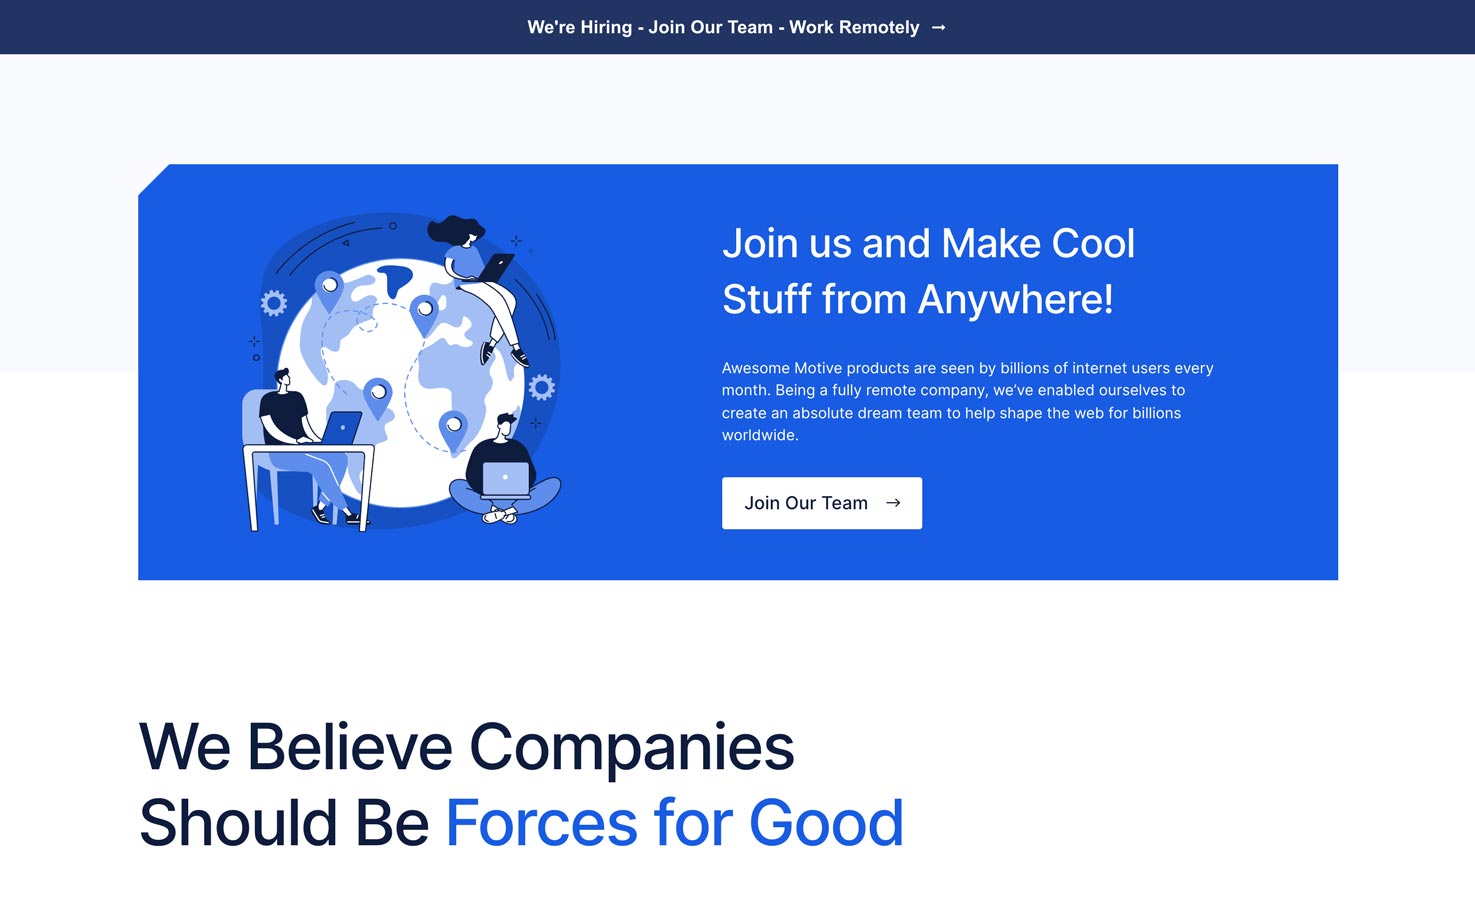 We're Hiring - Join Our Team - Work Remotely →
Join us and Make Cool
Stuff from Anywhere!
Awesome Motive products are seen by billions of internet users every
month. Being a fully remote company, we’ve enabled ourselves to
create an absolute dream team to help shape the web for billions
worldwide.
Join Our Team →
We Believe Companies
Should Be Forces for Good